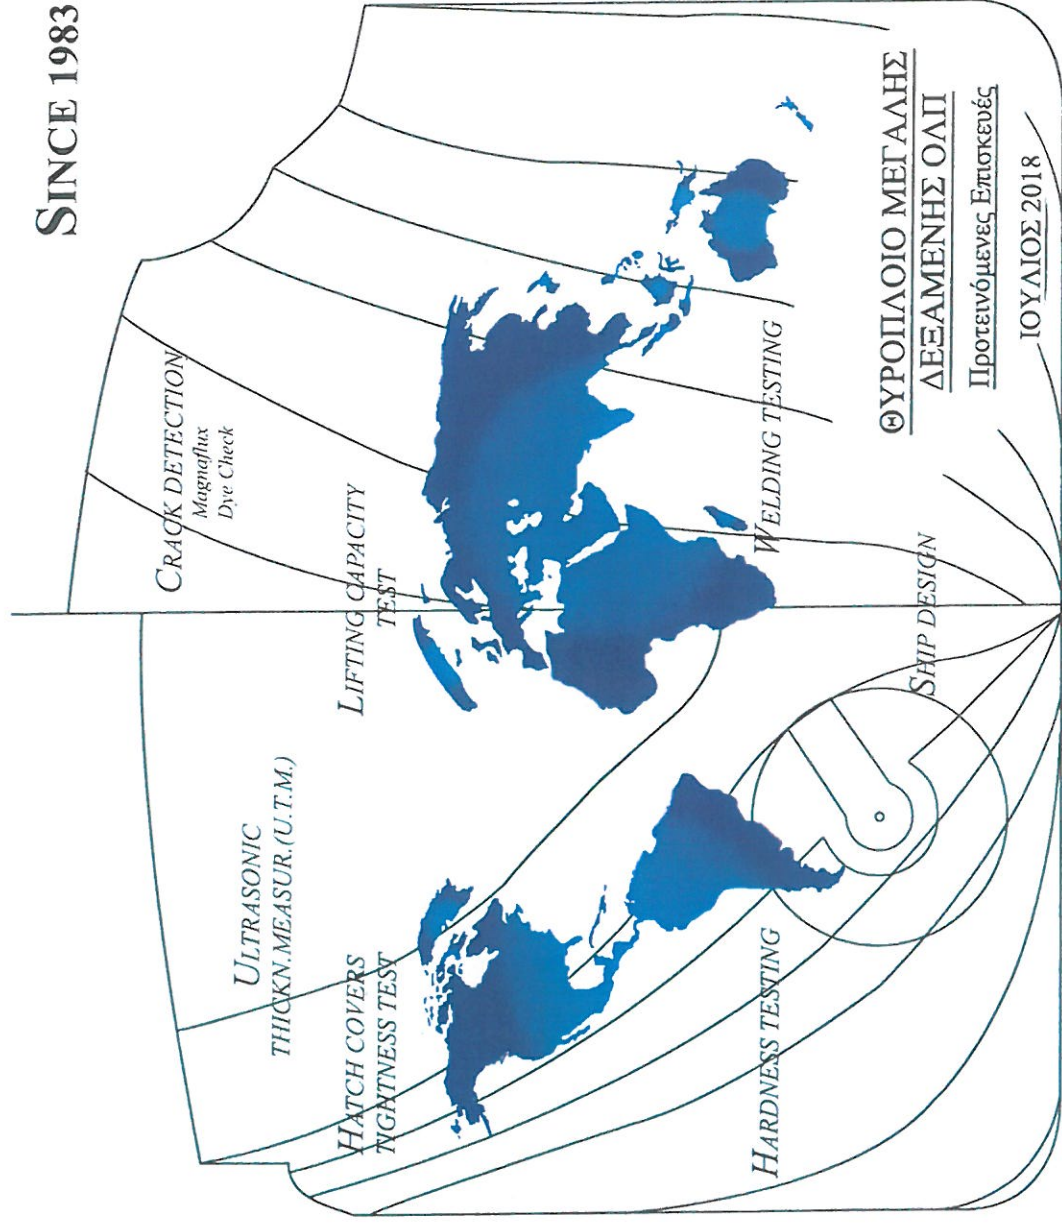 SINCE 1983
ULTRASONIC
THICKN.MEASUR.(U.T.M.)
CRACK DETECTION
Magnaflux
Dye Check
HATCH COVERS
TIGHTNESS TEST
LIFTING CAPACITY
TEST
HARDNESS TESTING
WELDING TESTING
SHIP DESIGN
ΘΥΡΟΠΛΟΙΟ ΜΕΓΑΛΗΣ
ΔΕΞΑΜΕΝΗΣ ΟΛΠ
Προτεινόμενες Επισκευές
ΙΟΥΛΙΟΣ 2018